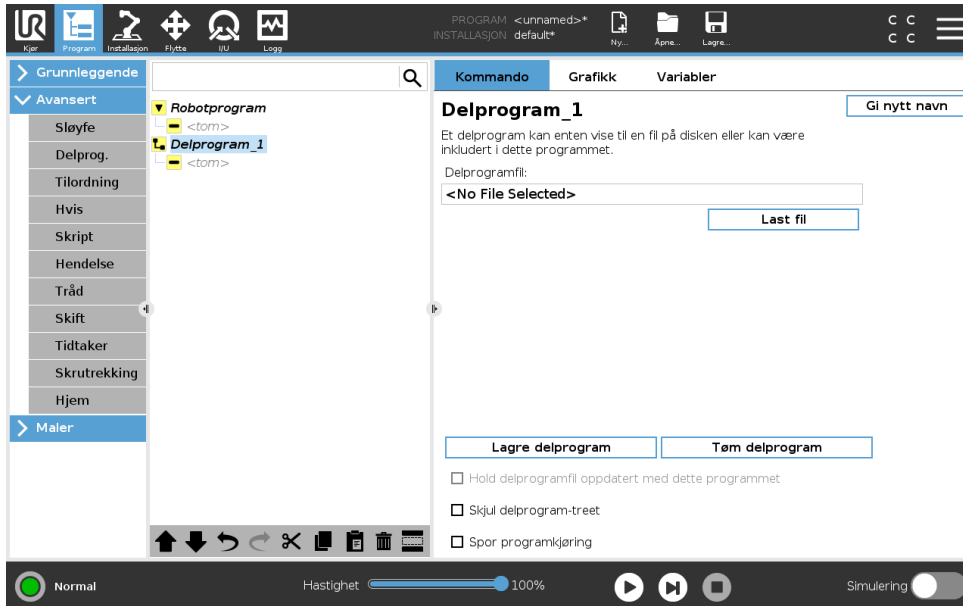 UR
Kjør
Program
Installasjon
Flytte
I/U
Logg
PROGRAM <unnamed>*
INSTALLASJON default*
Ny...
Åpne...
Lagre...
C C
C C
Grunnleggende
Avansert
Sløyfe
Delprog.
Tilordning
Hvis
Skript
Hendelse
Tråd
Skift
Tidtaker
Skrutrekking
Hjem
Maler
Robotprogram
<tom>
Delprogram_1
<tom>
Kommando Grafikk Variabler
Delprogram_1
Gi nytt navn
Et delprogram kan enten vise til en fil på disken eller kan være
inkludert i dette programmet.
Delprogramfil:
<No File Selected>
Last fil
Lagre delprogram
Tøm delprogram
Hold delprogramfil oppdatert med dette programmet
Skjul delprogram-treet
Spor programkjøring
Normal
Hastighet 100%
Simulering